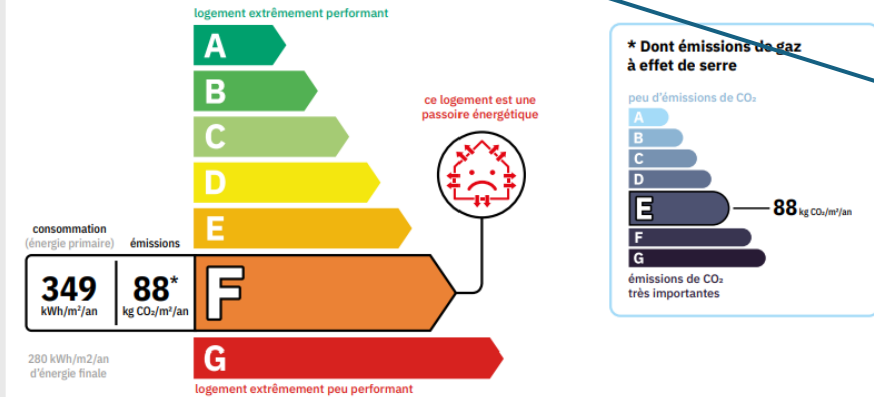 logement extrêmement performant
A
B
C
D
E
consommation
(énergie primaire)
émissions
349
kWh/m²/an
88*
kg CO₂/m²/an
F
280 kWh/m2/an
d'énergie finale
G
logement extrêmement peu performant
ce logement est une
passoire énergétique
* Dont émissions de gaz
à effet de serre
peu d'émissions de CO₂
A
B
C
D
E
88 kg CO₂/m²/an
F
G
émissions de CO₂
très importantes